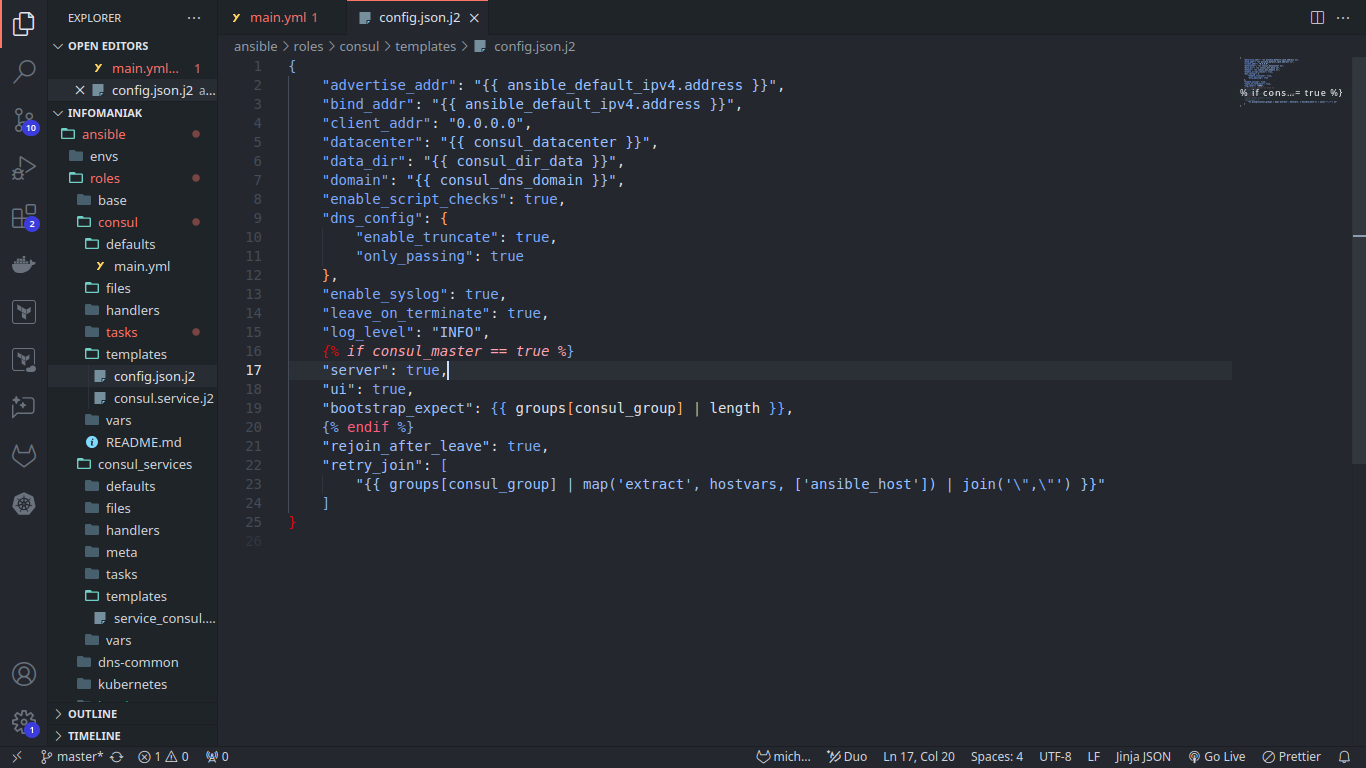 EXPLORER
OPEN EDITORS
main.yml... 1
config.json.j2 a...
INFOMANIAK
ansible
envs
roles
base
consul
defaults
main.yml
files
handlers
tasks
templates
config.json.j2
consul.service.j2
vars
README.md
consul_services
defaults
files
handlers
meta
tasks
templates
service_consul....
vars
dns-common
kubernetes
OUTLINE
TIMELINE
10
2
1
main.yml 1
config.json.j2
ansible > roles > consul > templates > config.json.j2
1 {
2 "advertise_addr": "{{ ansible_default_ipv4.address }}",
3 "bind_addr": "{{ ansible_default_ipv4.address }}",
4 "client_addr": "0.0.0.0",
5 "datacenter": "{{ consul_datacenter }}",
6 "data_dir": "{{ consul_dir_data }}",
7 "domain": "{{ consul_dns_domain }}",
8 "enable_script_checks": true,
9 "dns_config": {
10 "enable_truncate": true,
11 "only_passing": true
12 },
13 "enable_syslog": true,
14 "leave_on_terminate": true,
15 "log_level": "INFO",
16 {% if consul_master == true %}
17 "server": true,
18 "ui": true,
19 "bootstrap_expect": {{ groups[consul_group] | length }},
20 {% endif %}
21 "rejoin_after_leave": true,
22 "retry_join": [
23 "{{ groups[consul_group] | map('extract', hostvars, ['ansible_host']) | join('\",\"') }}"
24 ]
25 }
26
% if cons...= true %}
master* 1 0 0
mich... Duo Ln 17, Col 20 Spaces: 4 UTF-8 LF Jinja JSON Go Live Prettier